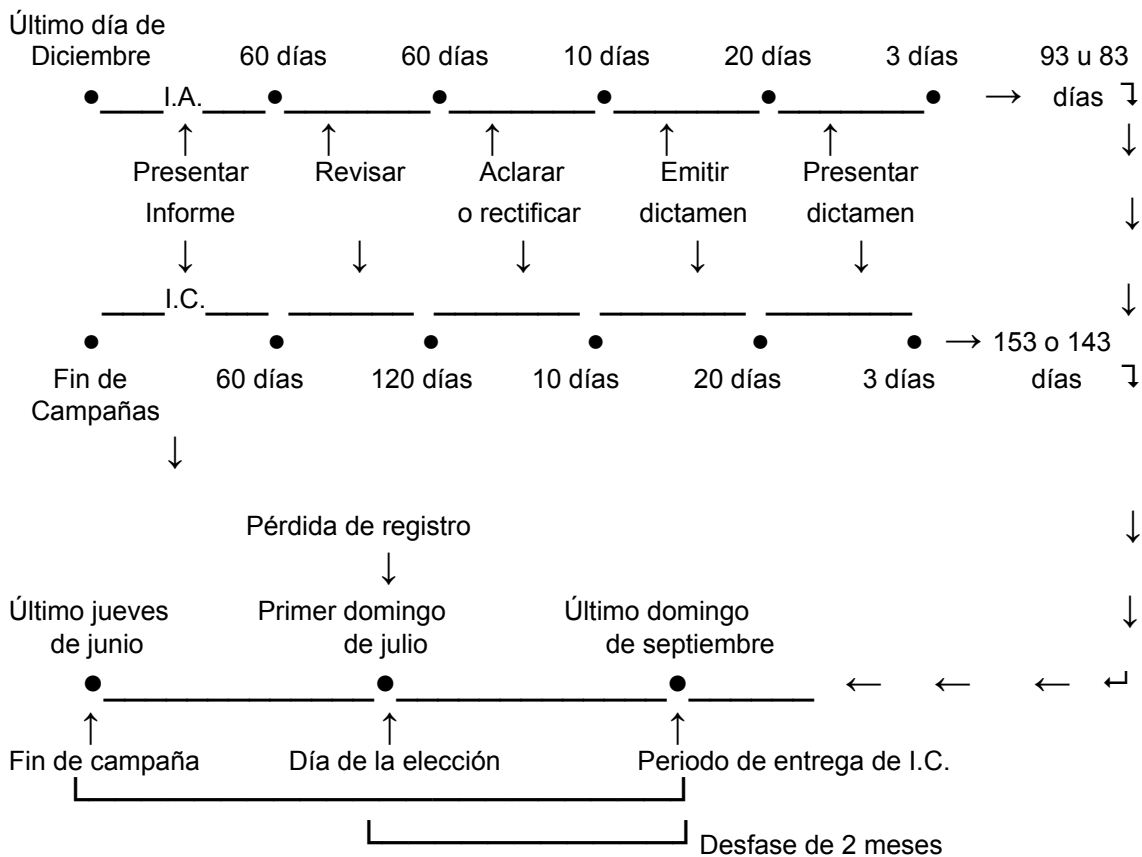 Último día de
Diciembre 60 días 60 días 10 días 20 días 3 días 93 u 83
I.A. → días
Presentar Revisar Aclarar Emitir Presentar
Informe o rectificar dictamen dictamen
I.C.
→ 153 o 143
Fin de 60 días 120 días 10 días 20 días 3 días días
Campañas
Pérdida de registro
Último jueves Primer domingo Último domingo
de junio de julio de septiembre
Fin de campaña Día de la elección Periodo de entrega de I.C.
Desfase de 2 meses